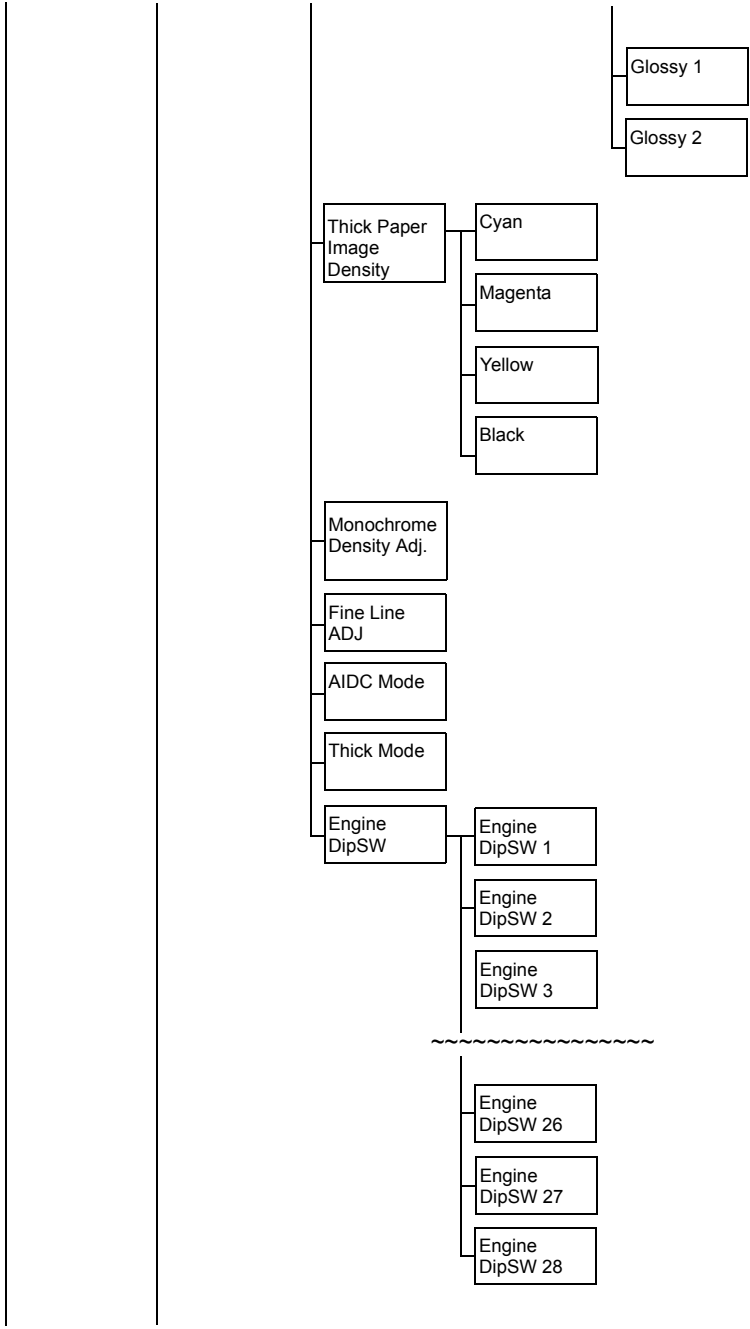 Glossy 1
Glossy 2
Thick Paper
Image
Density
Cyan
Magenta
Yellow
Black
Monochrome
Density Adj.
Fine Line
ADJ
AIDC Mode
Thick Mode
Engine
DipSW
Engine
DipSW 1
Engine
DipSW 2
Engine
DipSW 3
~~~~~~~~~~~~~~~~
Engine
DipSW 26
Engine
DipSW 27
Engine
DipSW 28